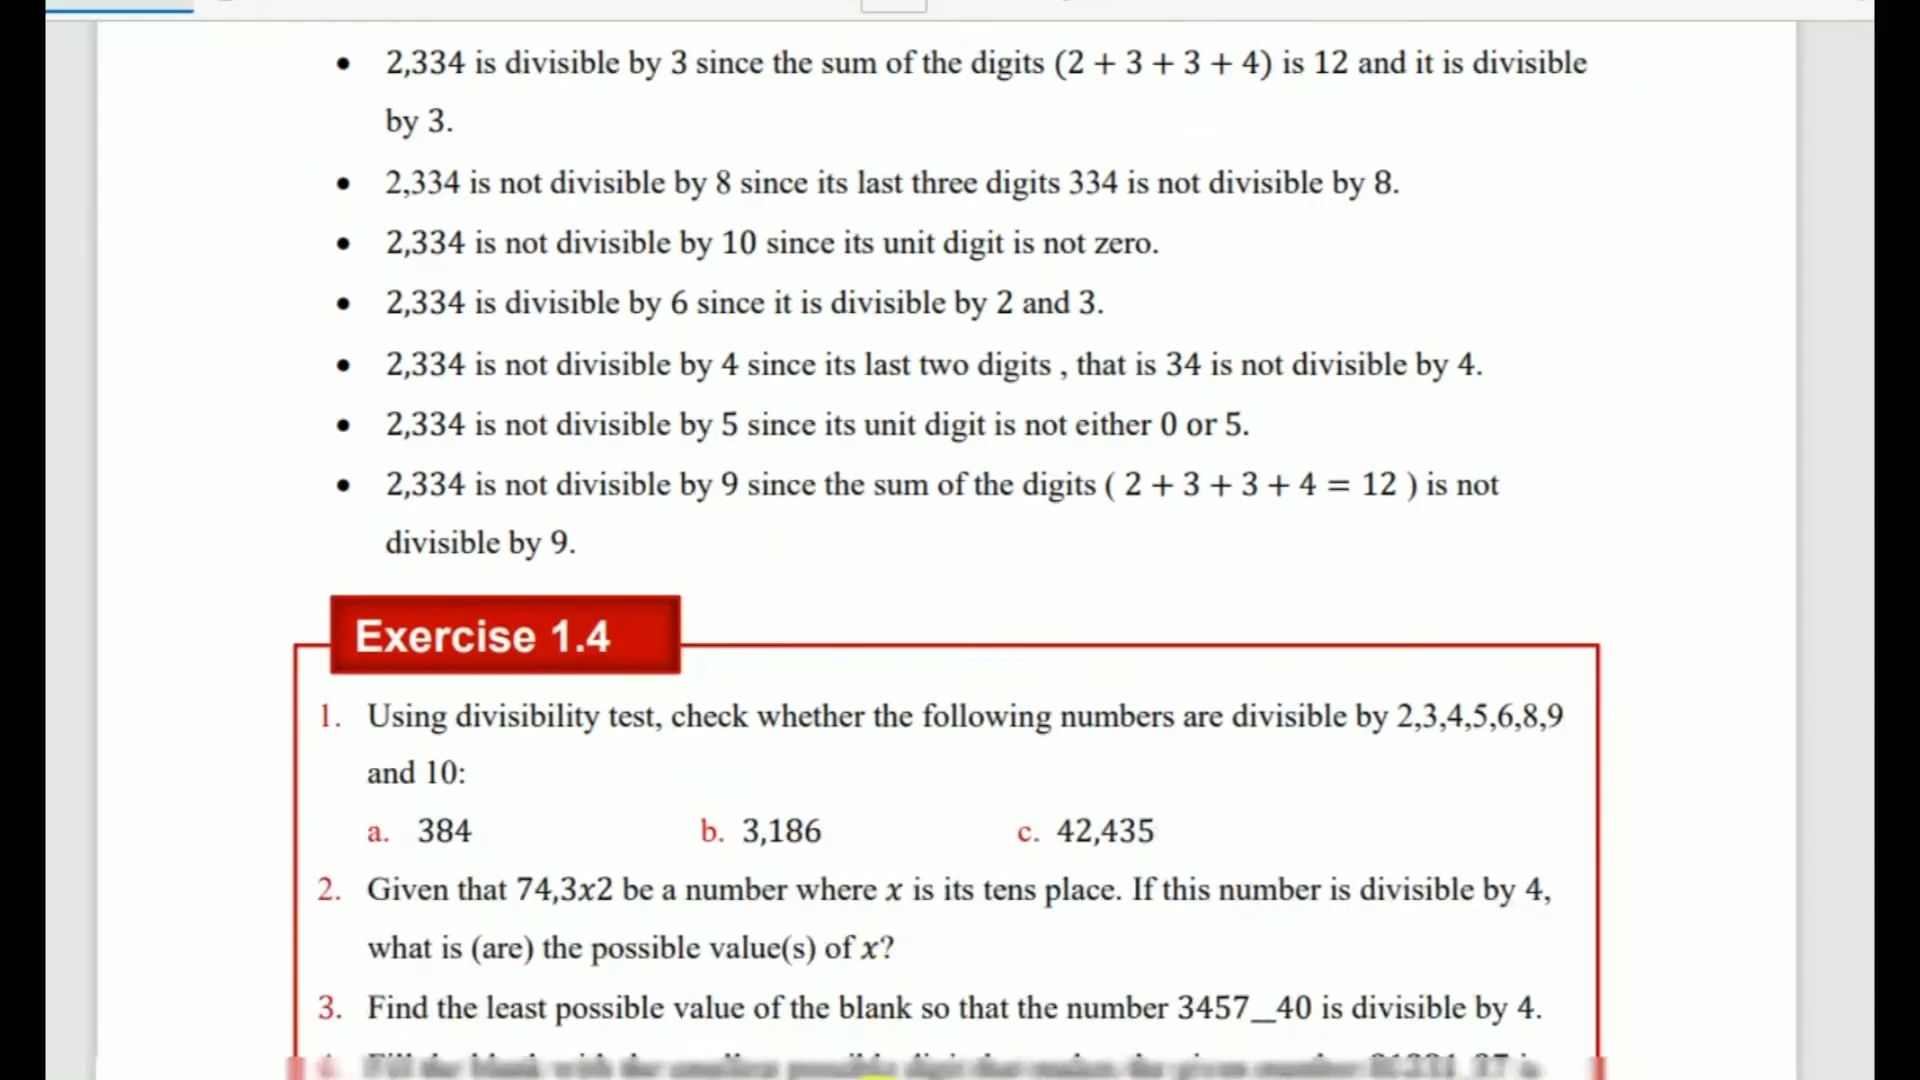 • 2,334 is divisible by 3 since the sum of the digits (2 + 3 + 3 + 4) is 12 and it is divisible
by 3.
• 2,334 is not divisible by 8 since its last three digits 334 is not divisible by 8.
• 2,334 is not divisible by 10 since its unit digit is not zero.
• 2,334 is divisible by 6 since it is divisible by 2 and 3.
• 2,334 is not divisible by 4 since its last two digits , that is 34 is not divisible by 4.
• 2,334 is not divisible by 5 since its unit digit is not either 0 or 5.
• 2,334 is not divisible by 9 since the sum of the digits ( 2 + 3 + 3 + 4 = 12 ) is not
divisible by 9.
Exercise 1.4
1. Using divisibility test, check whether the following numbers are divisible by 2,3,4,5,6,8,9
and 10:
a. 384 b. 3,186 c. 42,435
2. Given that 74,3x2 be a number where x is its tens place. If this number is divisible by 4,
what is (are) the possible value(s) of x?
3. Find the least possible value of the blank so that the number 3457_40 is divisible by 4.